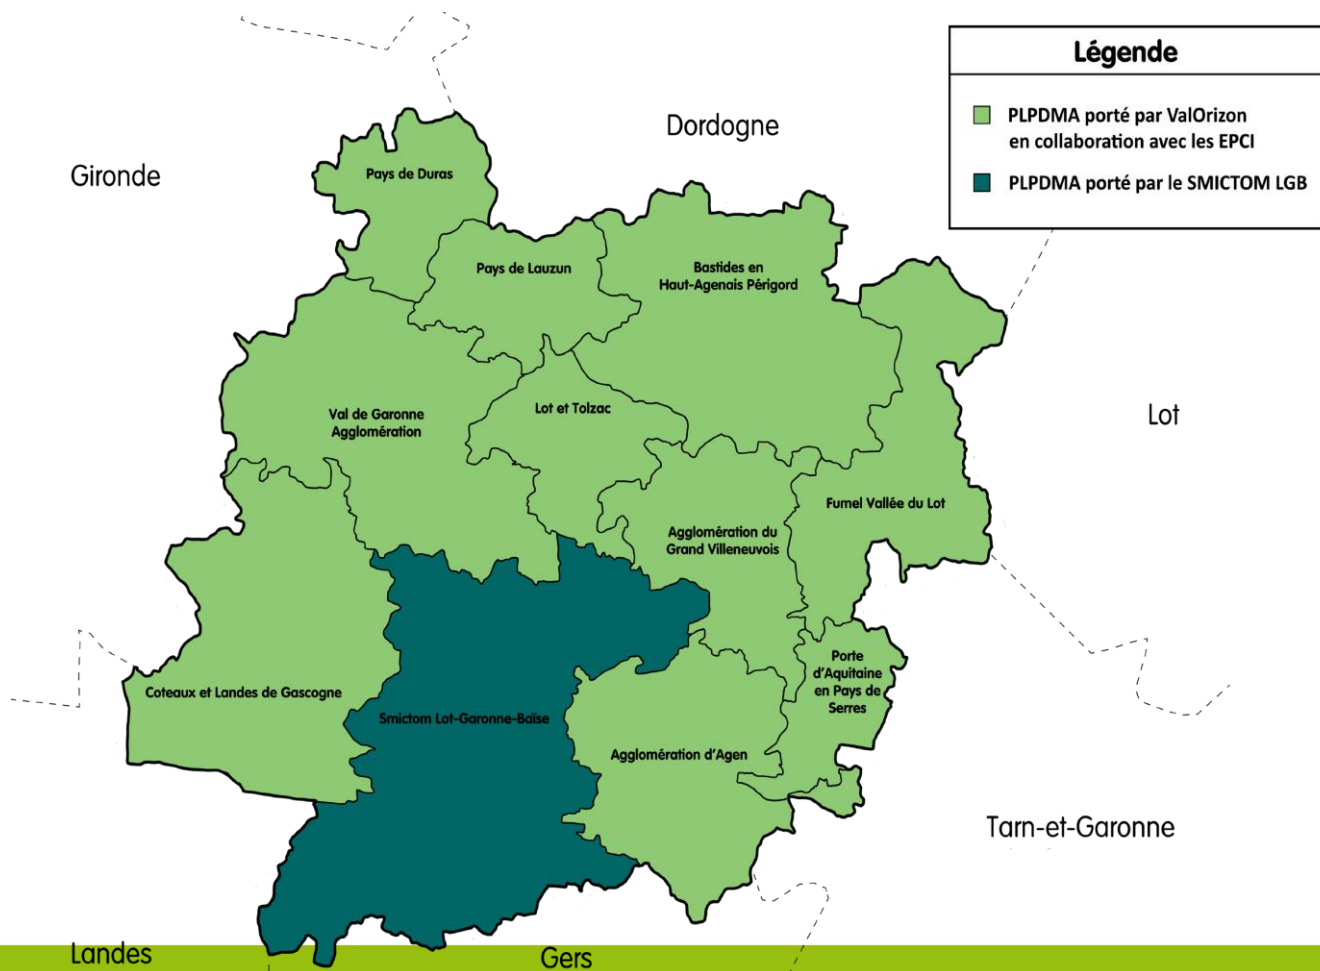 Légende
PLPDMA porté par ValOrizon
en collaboration avec les EPCI
PLPDMA porté par le SMICTOM LGB
Dordogne
Gironde
Pays de Duras
Pays de Lauzun
Bastides en
Haut-Agenais Périgord
Lot
Val de Garonne
Agglomération
Lot et Tolzac
Fumel Vallée du Lot
Agglomération du
Grand Villeneuvois
Porte
d'Aquitaine
en Pays de
Serres
Coteaux et Landes de Gascogne
Smictom Lot-Garonne-Baïse
Agglomération d'Agen
Tarn-et-Garonne
Landes
Gers